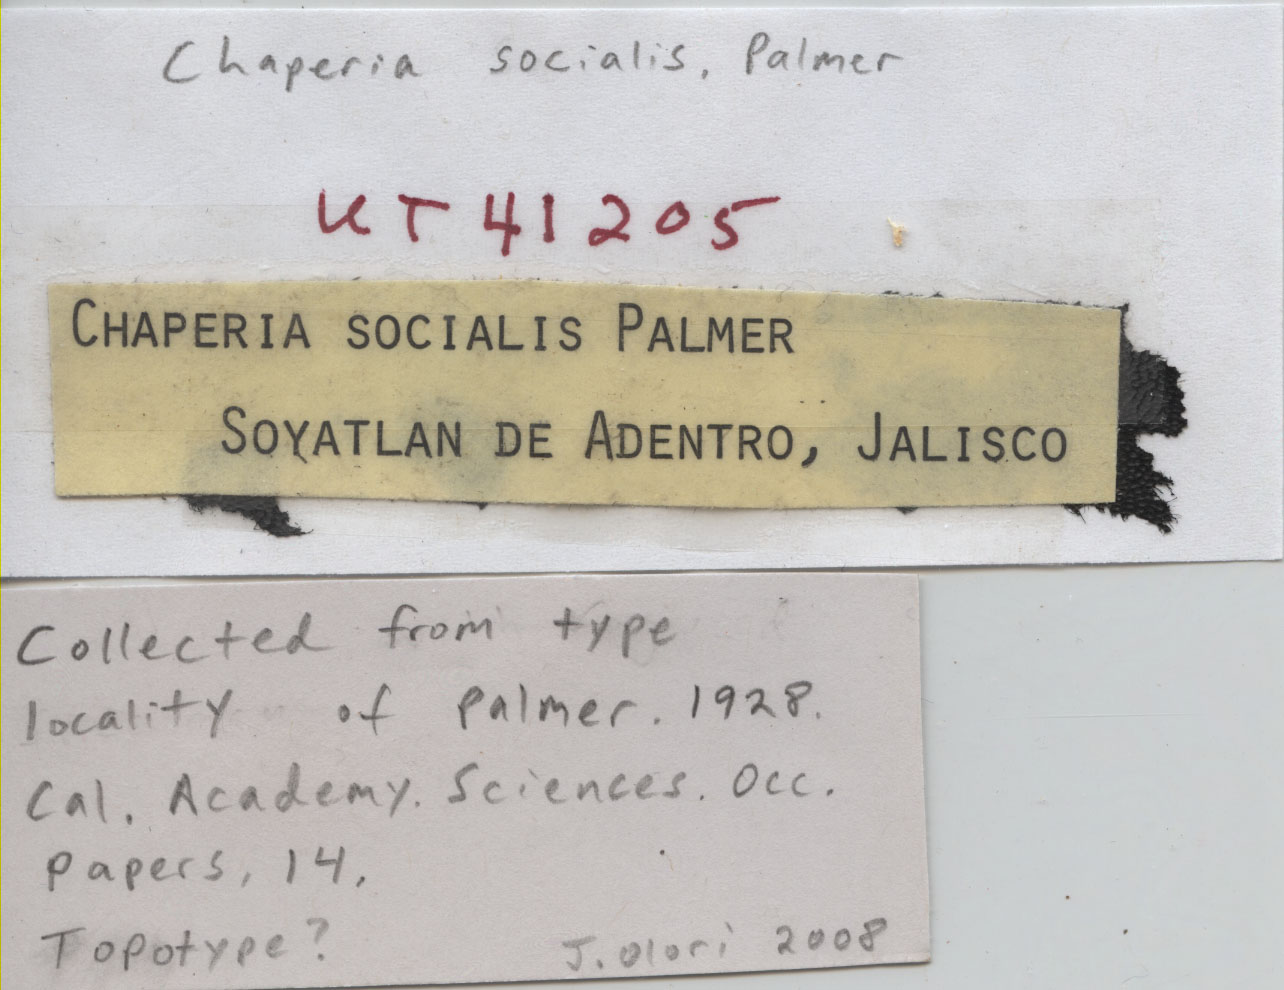 Chaperia socialis, Palmer
UT 41205
CHAPERIA SOCIALIS PALMER
SOYATLAN DE ADENTRO, JALISCO
Collected from type
locality of Palmer. 1928.
Cal. Academy. Sciences. Occ.
Papers, 14.
Topotype? J. Olori 2008